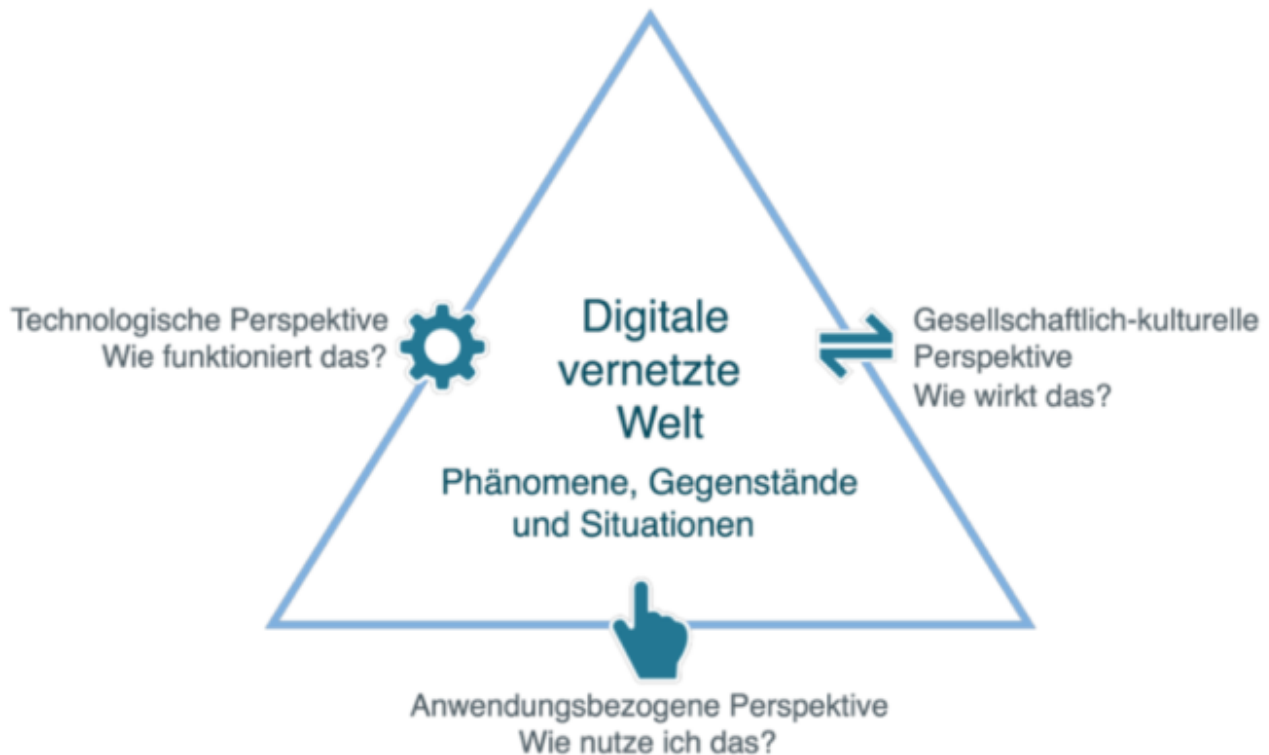 Technologische Perspektive
Wie funktioniert das?
Digitale
vernetzte
Welt
Phänomene, Gegenstände
und Situationen
Gesellschaftlich-kulturelle
Perspektive
Wie wirkt das?
Anwendungsbezogene Perspektive
Wie nutze ich das?